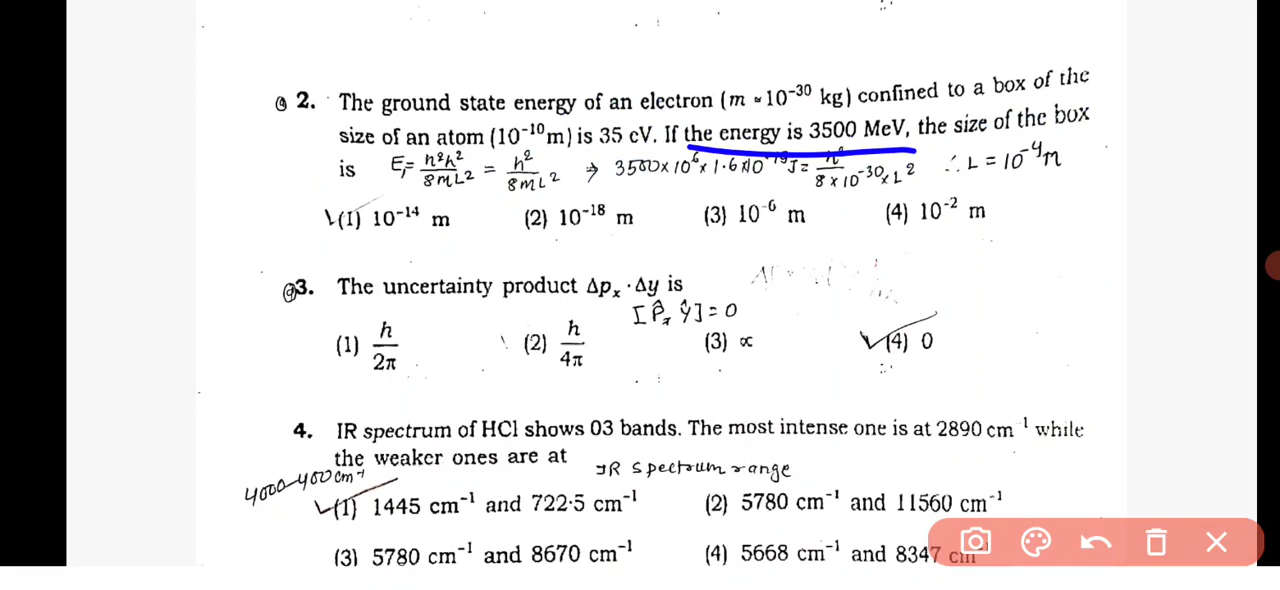 2. The ground state energy of an electron (m ≈ 10⁻³⁰ kg) confined to a box of the
size of an atom (10⁻¹⁰ m) is 35 eV. If the energy is 3500 MeV, the size of the box
is E₁ = n²h²/8mL² = h²/8mL² ⇒ 3500×10⁶×1.6×10⁻¹⁹J = h²/8×10⁻³⁰×L² ∴ L = 10⁻⁴m
(1) 10⁻¹⁴ m (2) 10⁻¹⁸ m (3) 10⁻⁶ m (4) 10⁻² m
3. The uncertainty product Δpₓ · Δy is
[P̂ₓ ŷ] = 0
(1) h/2π (2) h/4π (3) ∝ (4) 0
4. IR spectrum of HCl shows 03 bands. The most intense one is at 2890 cm⁻¹ while
the weaker ones are at
IR Spectrum range
4000-400 cm⁻¹
(1) 1445 cm⁻¹ and 722·5 cm⁻¹ (2) 5780 cm⁻¹ and 11560 cm⁻¹
(3) 5780 cm⁻¹ and 8670 cm⁻¹ (4) 5668 cm⁻¹ and 8347 cm⁻¹